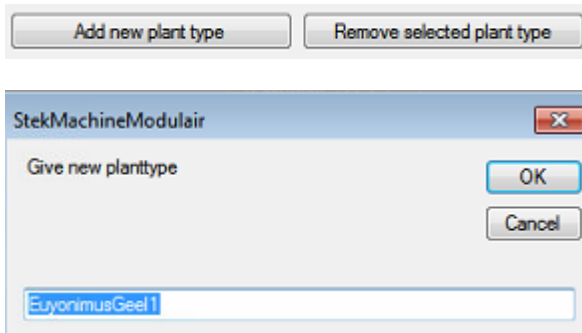 Add new plant type Remove selected plant type
StekMachineModulair
Give new planttype
OK
Cancel
EuyonimusGeel1